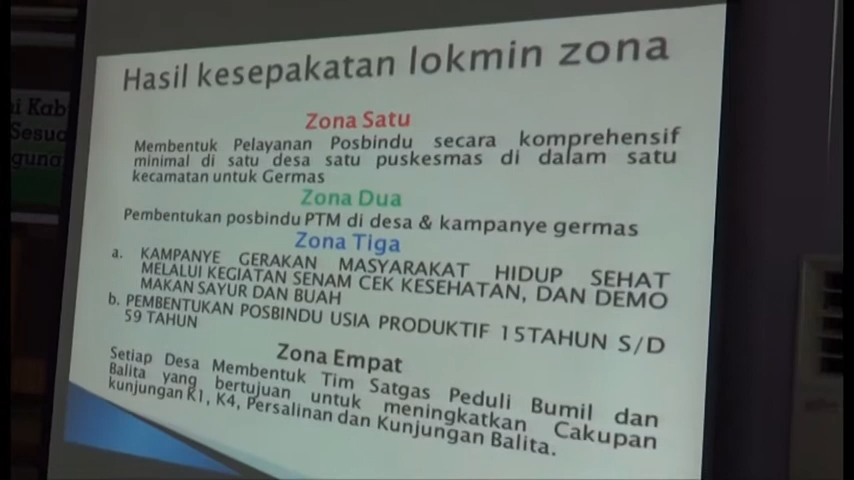 i Kab
Sesua
guna
Hasil kesepakatan lokmin zona
Zona Satu
Membentuk Pelayanan Posbindu secara komprehensif
minimal di satu desa satu puskesmas di dalam satu
kecamatan untuk Germas
Zona Dua
Pembentukan posbindu PTM di desa & kampanye germas
Zona Tiga
a. KAMPANYE GERAKAN MASYARAKAT HIDUP SEHAT
MELALUI KEGIATAN SENAM CEK KESEHATAN, DAN DEMO
MAKAN SAYUR DAN BUAH
b. PEMBENTUKAN POSBINDU USIA PRODUKTIF 15TAHUN S/D
59 TAHUN
Zona Empat
Setiap Desa Membentuk Tim Satgas Peduli Bumil dan
Balita yang bertujuan untuk meningkatkan Cakupan
kunjungan K1, K4, Persalinan dan Kunjungan Balita.